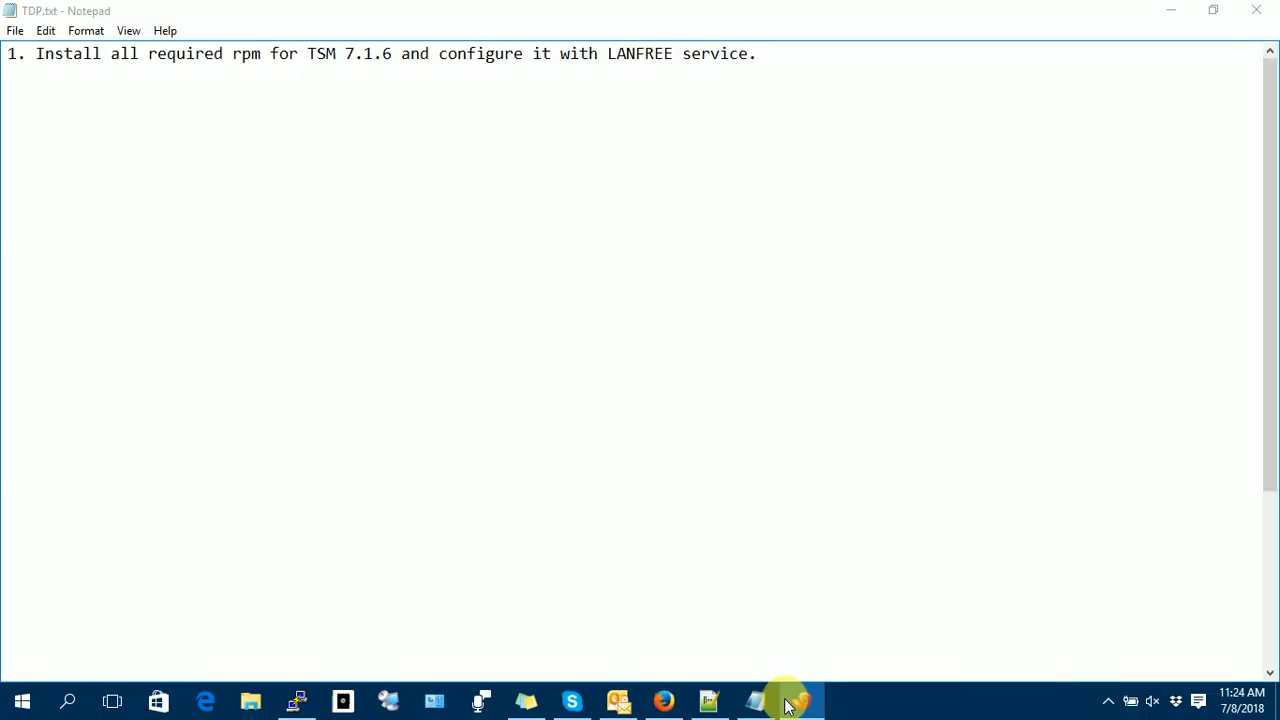 TDP.txt - Notepad
File Edit Format View Help
1. Install all required rpm for TSM 7.1.6 and configure it with LANFREE service.
11:24 AM
7/8/2018